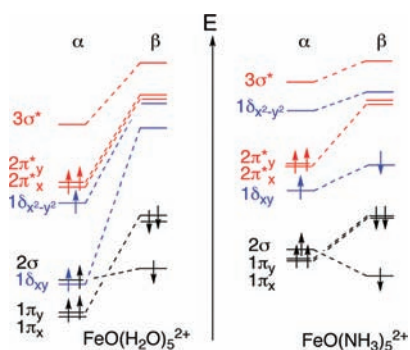 E
α
β
3σ*
2π*y
2π*x
1δx²-y²
2σ
1δxy
1πy
1πx
FeO(H₂O)₅²⁺
α
β
3σ*
1δx²-y²
2π*y
2π*x
1δxy
2σ
1πy
1πx
FeO(NH₃)₅²⁺